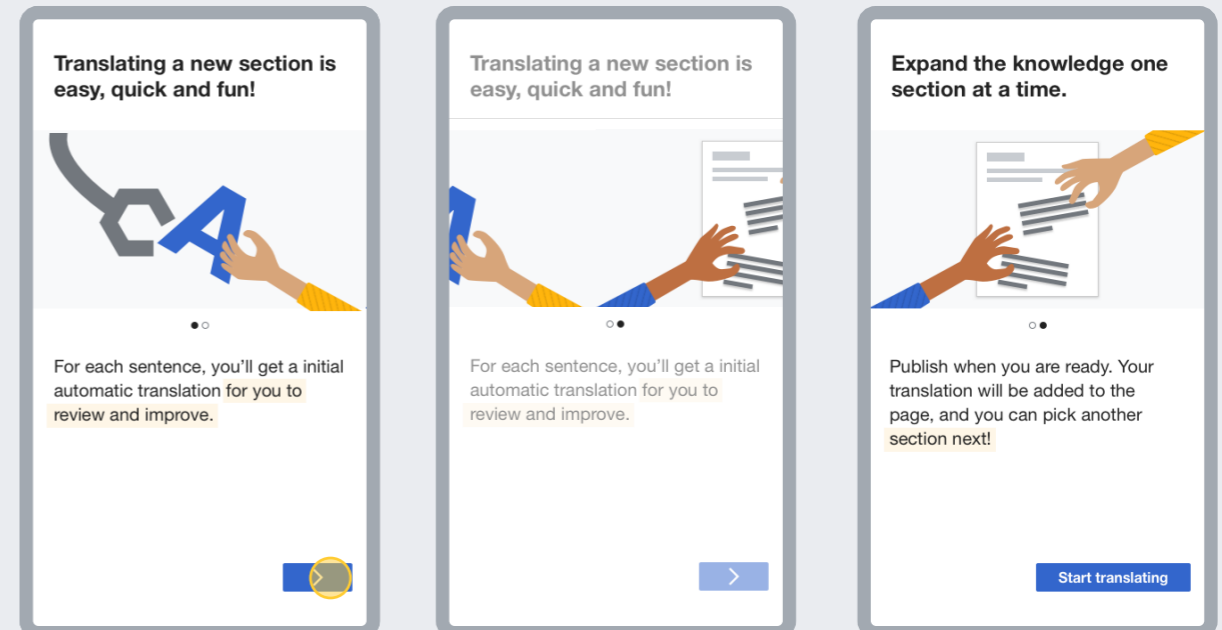 Translating a new section is
easy, quick and fun!
For each sentence, you’ll get a initial
automatic translation for you to
review and improve.
Translating a new section is
easy, quick and fun!
For each sentence, you’ll get a initial
automatic translation for you to
review and improve.
Expand the knowledge one
section at a time.
Publish when you are ready. Your
translation will be added to the
page, and you can pick another
section next!
Start translating